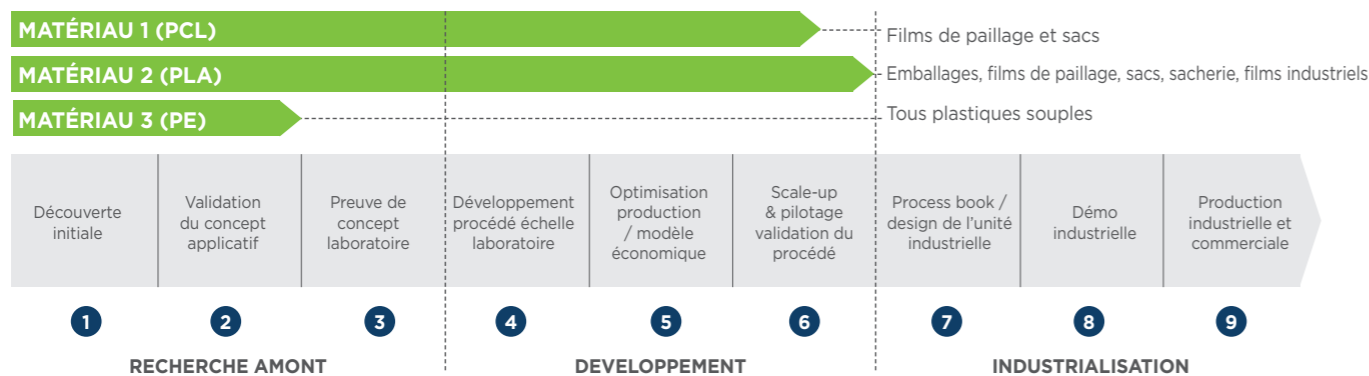 MATÉRIAU 1 (PCL)
Films de paillage et sacs
MATÉRIAU 2 (PLA)
Emballages, films de paillage, sacs, sacherie, films industriels
MATÉRIAU 3 (PE)
Tous plastiques souples
Découverte
initiale
Validation
du concept
applicatif
Preuve de
concept
laboratoire
Développement
procédé échelle
laboratoire
Optimisation
production
/ modèle
économique
Scale-up
& pilotage
validation du
procédé
Process book /
design de l'unité
industrielle
Démo
industrielle
Production
industrielle et
commerciale
1
2
3
4
5
6
7
8
9
RECHERCHE AMONT
DEVELOPPEMENT
INDUSTRIALISATION